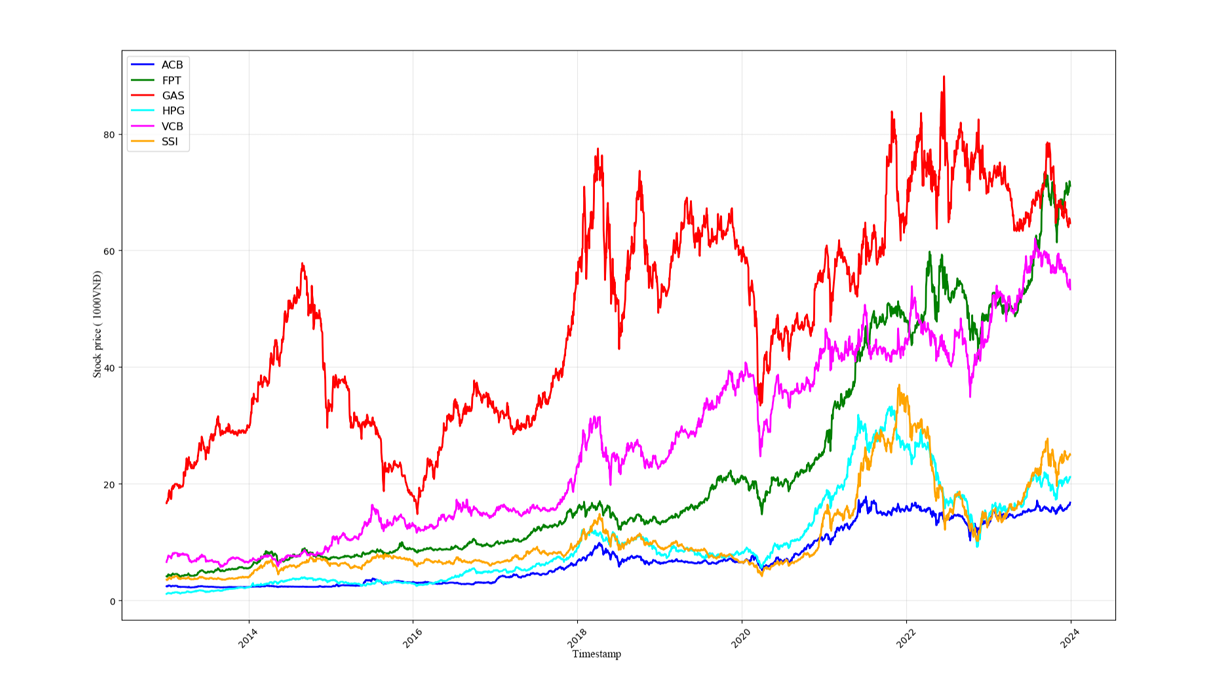 ACB
FPT
GAS
HPG
VCB
SSI
80
60
40
20
0
Stock price ( 1000VND)
2014
2016
2018
2020
2022
2024
Timestamp